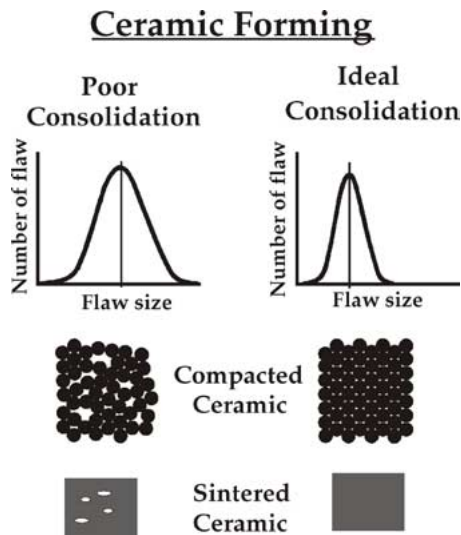 Ceramic Forming
Poor
Consolidation
Ideal
Consolidation
Number of flaw
Flaw size
Number of flaw
Flaw size
Compacted
Ceramic
Sintered
Ceramic